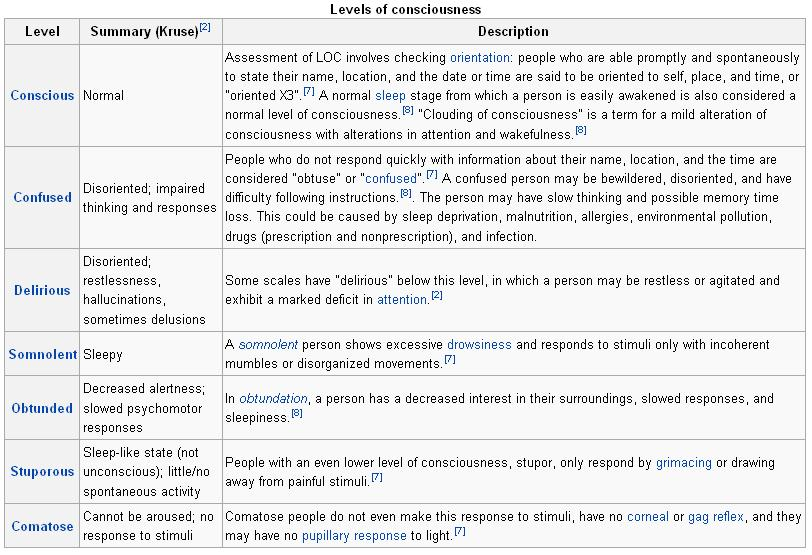 Levels of consciousness
Level Summary (Kruse)[2] Description
Conscious
Normal
Assessment of LOC involves checking orientation: people who are able promptly and spontaneously
to state their name, location, and the date or time are said to be oriented to self, place, and time, or
"oriented X3".[7] A normal sleep stage from which a person is easily awakened is also considered a
normal level of consciousness.[8] "Clouding of consciousness" is a term for a mild alteration of
consciousness with alterations in attention and wakefulness.[8]
Confused
Disoriented; impaired
thinking and responses
People who do not respond quickly with information about their name, location, and the time are
considered "obtuse" or "confused".[7] A confused person may be bewildered, disoriented, and have
difficulty following instructions.[8]. The person may have slow thinking and possible memory time
loss. This could be caused by sleep deprivation, malnutrition, allergies, environmental pollution,
drugs (prescription and nonprescription), and infection.
Delirious
Disoriented;
restlessness,
hallucinations,
sometimes delusions
Some scales have "delirious" below this level, in which a person may be restless or agitated and
exhibit a marked deficit in attention.[2]
Somnolent
Sleepy
A somnolent person shows excessive drowsiness and responds to stimuli only with incoherent
mumbles or disorganized movements.[7]
Obtunded
Decreased alertness;
slowed psychomotor
responses
In obtundation, a person has a decreased interest in their surroundings, slowed responses, and
sleepiness.[8]
Stuporous
Sleep-like state (not
unconscious); little/no
spontaneous activity
People with an even lower level of consciousness, stupor, only respond by grimacing or drawing
away from painful stimuli.[7]
Comatose
Cannot be aroused; no
response to stimuli
Comatose people do not even make this response to stimuli, have no corneal or gag reflex, and they
may have no pupillary response to light.[7]